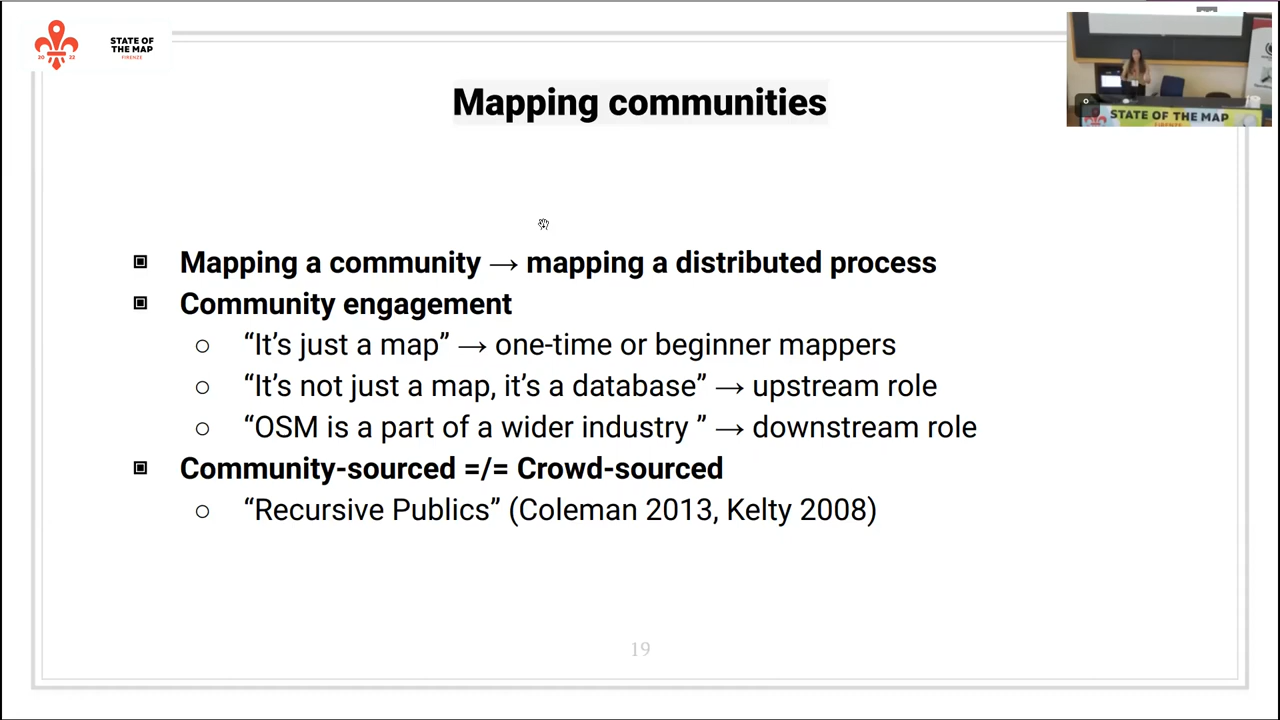 STATE OF
THE MAP
FIRENZE
2022
Mapping communities
STATE OF THE MAP
FIRENZE
Mapping a community → mapping a distributed process
Community engagement
“It’s just a map” → one-time or beginner mappers
“It’s not just a map, it’s a database” → upstream role
“OSM is a part of a wider industry ” → downstream role
Community-sourced =/= Crowd-sourced
“Recursive Publics” (Coleman 2013, Kelty 2008)
19